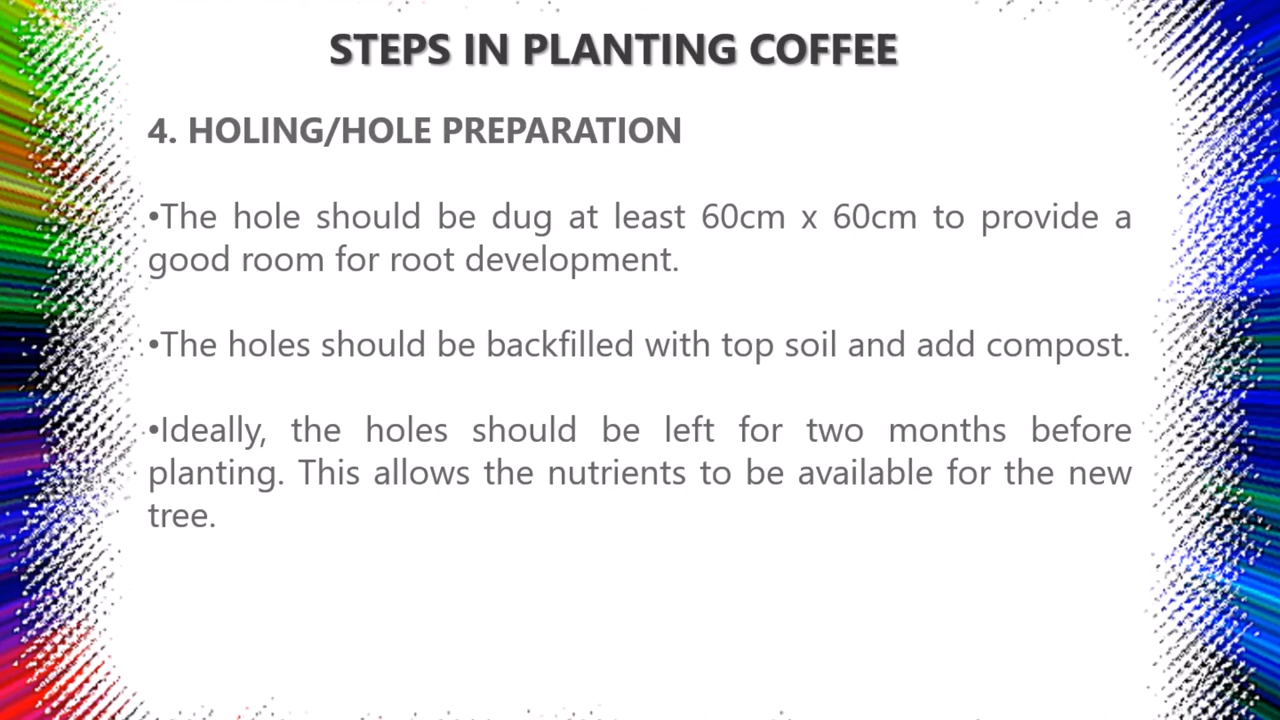 STEPS IN PLANTING COFFEE
4. HOLING/HOLE PREPARATION
•The hole should be dug at least 60cm x 60cm to provide a
good room for root development.
•The holes should be backfilled with top soil and add compost.
•Ideally, the holes should be left for two months before
planting. This allows the nutrients to be available for the new
tree.